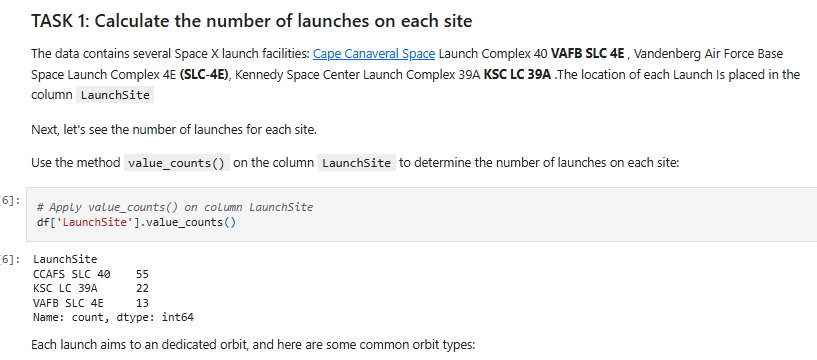 TASK 1: Calculate the number of launches on each site
The data contains several Space X launch facilities: Cape Canaveral Space Launch Complex 40 VAFB SLC 4E , Vandenberg Air Force Base
Space Launch Complex 4E (SLC-4E), Kennedy Space Center Launch Complex 39A KSC LC 39A .The location of each Launch Is placed in the
column LaunchSite
Next, let's see the number of launches for each site.
Use the method value_counts() on the column LaunchSite to determine the number of launches on each site:
[6]:
# Apply value_counts() on column LaunchSite
df['LaunchSite'].value_counts()
[6]:
LaunchSite
CCAFS SLC 40    55
KSC LC 39A      22
VAFB SLC 4E     13
Name: count, dtype: int64
Each launch aims to an dedicated orbit, and here are some common orbit types: